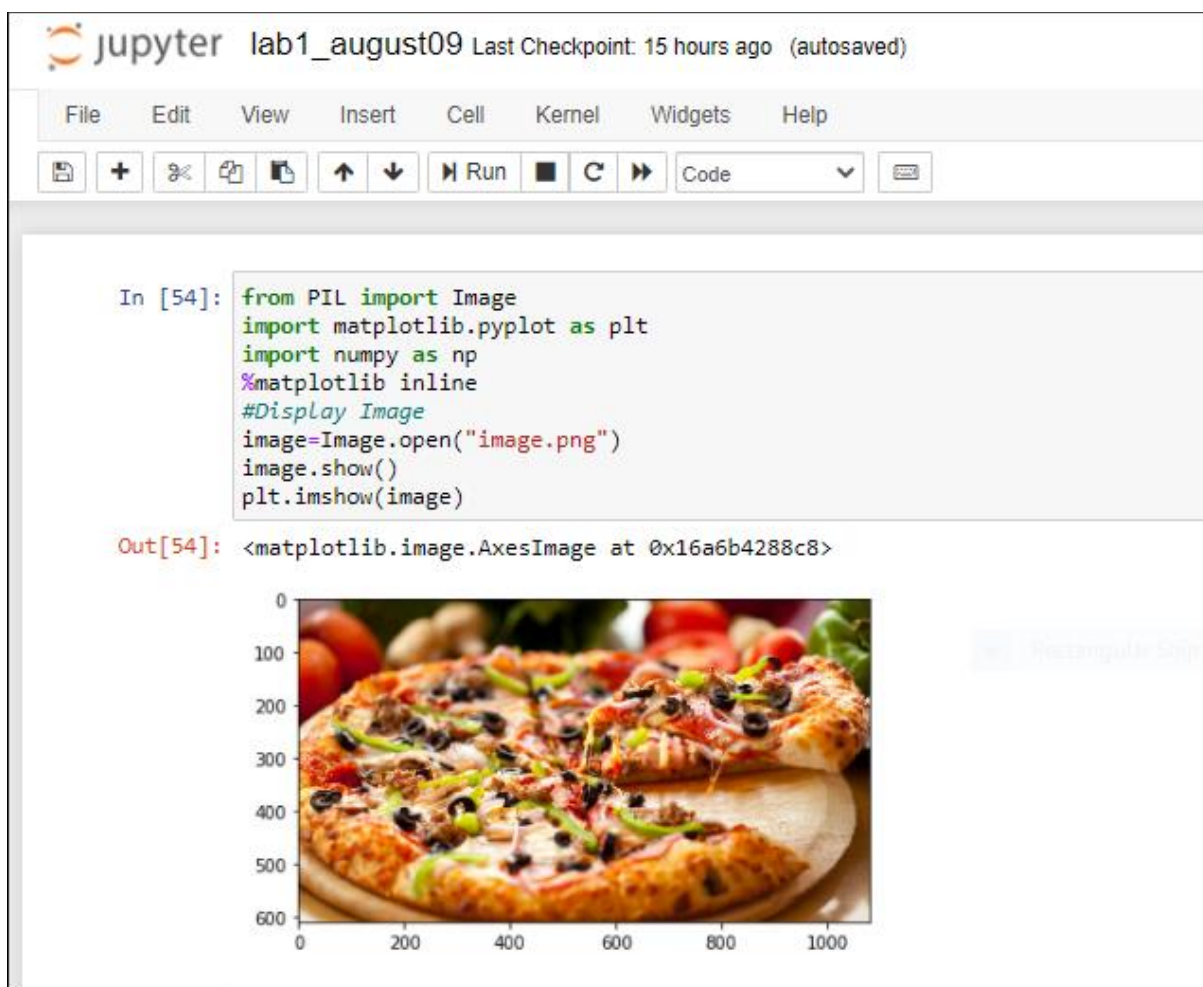 jupyter lab1_august09 Last Checkpoint: 15 hours ago (autosaved)
File Edit View Insert Cell Kernel Widgets Help
Run Code
In [54]: from PIL import Image
import matplotlib.pyplot as plt
import numpy as np
%matplotlib inline
#Display Image
image=Image.open("image.png")
image.show()
plt.imshow(image)
Out[54]: <matplotlib.image.AxesImage at 0x16a6b4288c8>
0
100
200
300
400
500
600
0 200 400 600 800 1000
Rectangular